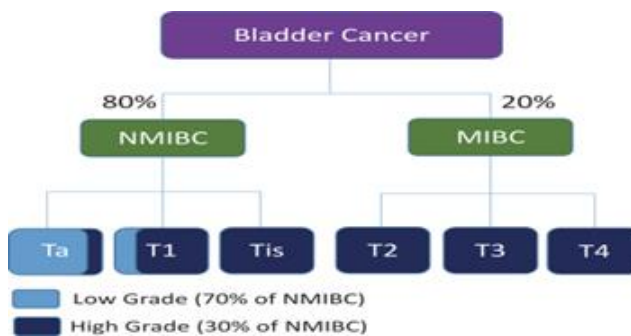 Bladder Cancer
80% 20%
NMIBC MIBC
Ta T1 Tis T2 T3 T4
Low Grade (70% of NMIBC)
High Grade (30% of NMIBC)